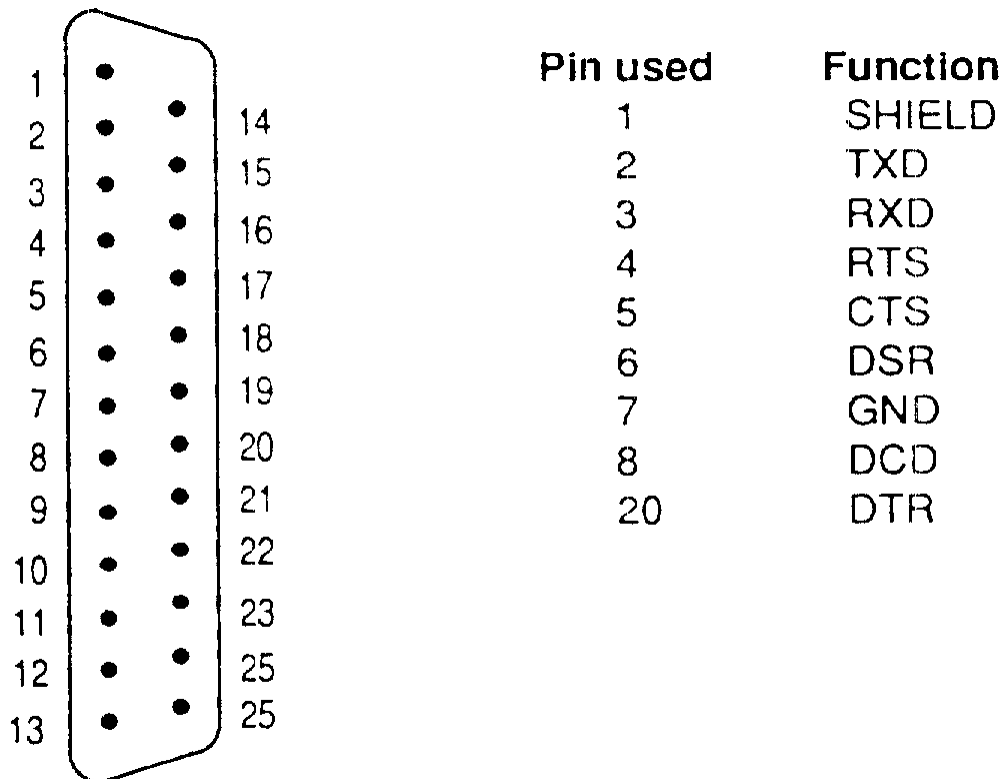 1
2
3
4
5
6
7
8
9
10
11
12
13
14
15
16
17
18
19
20
21
22
23
25
25
Pin used Function
1 SHIELD
2 TXD
3 RXD
4 RTS
5 CTS
6 DSR
7 GND
8 DCD
20 DTR